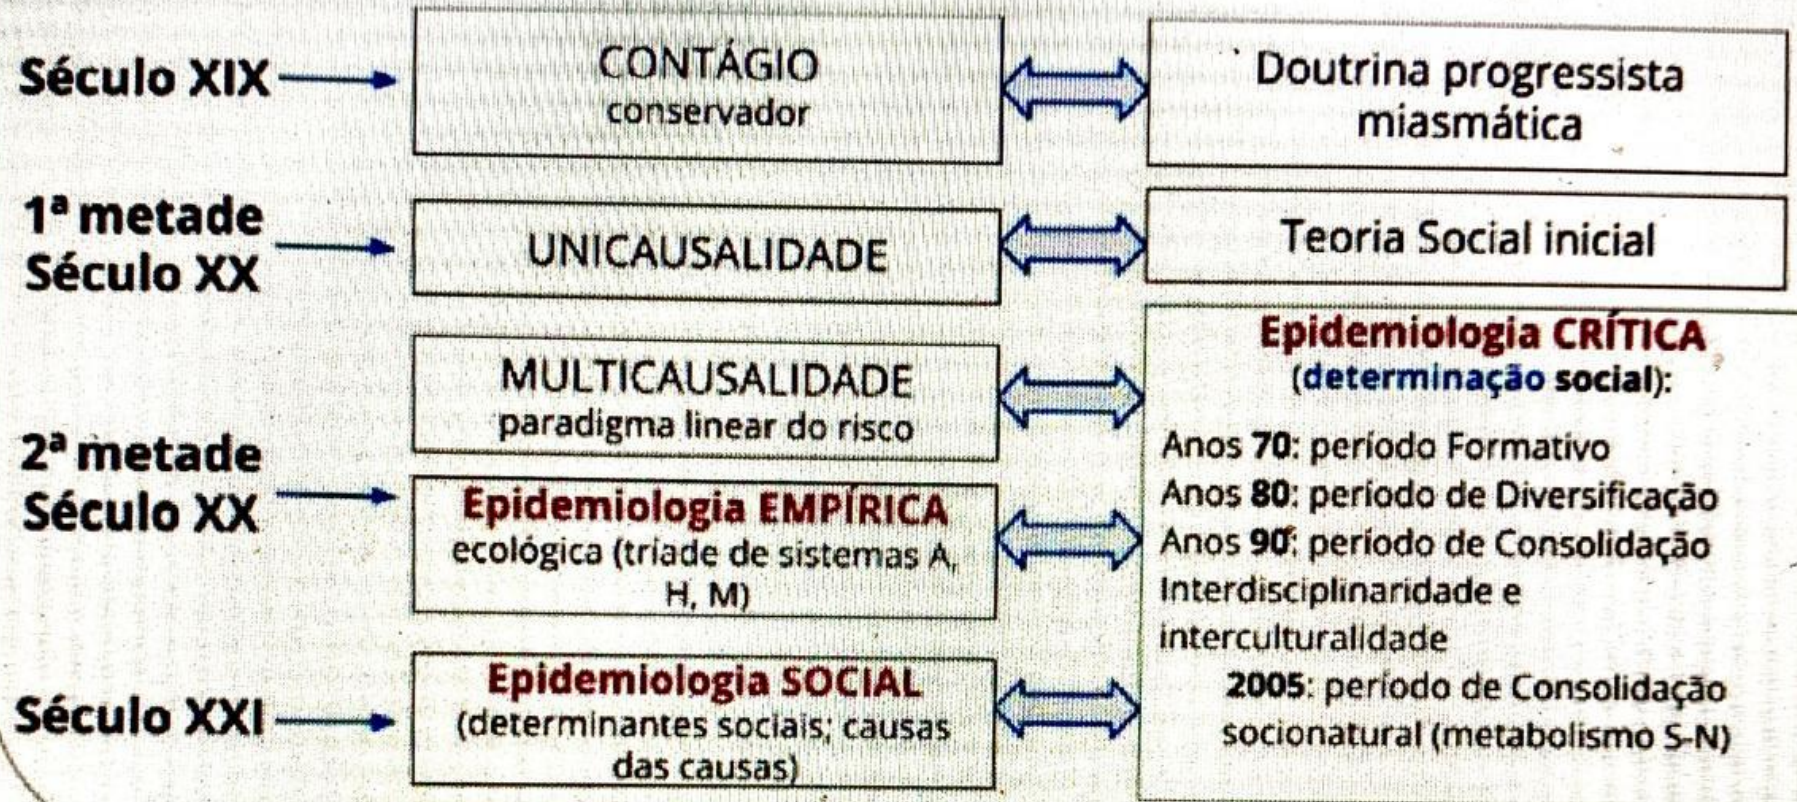 Século XIX
CONTÁGIO
conservador
Doutrina progressista
miasmática
1ª metade
Século XX
UNICAUSALIDADE
Teoria Social inicial
2ª metade
Século XX
MULTICAUSALIDADE
paradigma linear do risco
Epidemiologia EMPÍRICA
ecológica (tríade de sistemas A,
H, M)
Século XXI
Epidemiologia SOCIAL
(determinantes sociais; causas
das causas)
Epidemiologia CRÍTICA
(determinação social):
Anos 70: período Formativo
Anos 80: período de Diversificação
Anos 90: período de Consolidação
Interdisciplinaridade e
interculturalidade
2005: período de Consolidação
socionatural (metabolismo S-N)